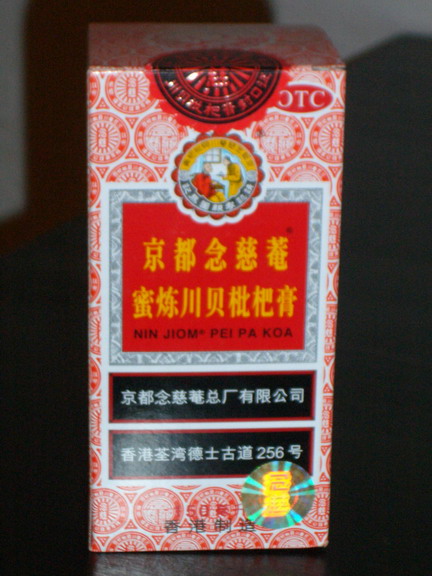 OTC
京都念慈菴
蜜炼川贝枇杷膏
NIN JIOM® PEI PA KOA
京都念慈菴总厂有限公司
香港荃湾德士古道256号
香港制造